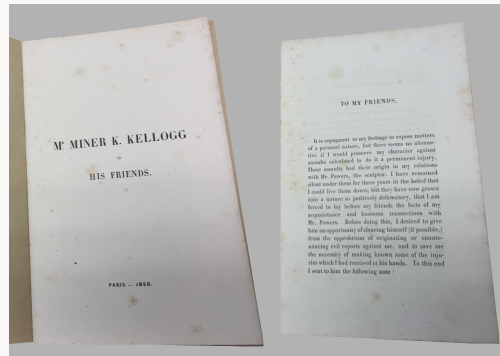 Mr MINER K. KELLOGG
TO
HIS FRIENDS.
PARIS — 1858.
TO MY FRIENDS.
It is repugnant to my feelings to expose matters
of a personal nature, but there seems no alterna-
tive if I would preserve my character against
assaults calculated to do it a permanent injury.
These assaults had their origin in my relations
with Mr. Powers, the sculptor. I have remained
silent under them for three years in the belief that
I could live them down; but they have now grown
into a nature so positively defamatory, that I am
forced to lay before my friends the facts of my
acquaintance and business transactions with
Mr. Powers. Before doing this, I desired to give
him an opportunity of clearing himself (if possible,)
from the opprobrium of originating or counte-
nancing evil reports against me, and to save me
the necessity of making known some of the inju-
ries which I had received at his hands. To this end
I sent to him the following note :